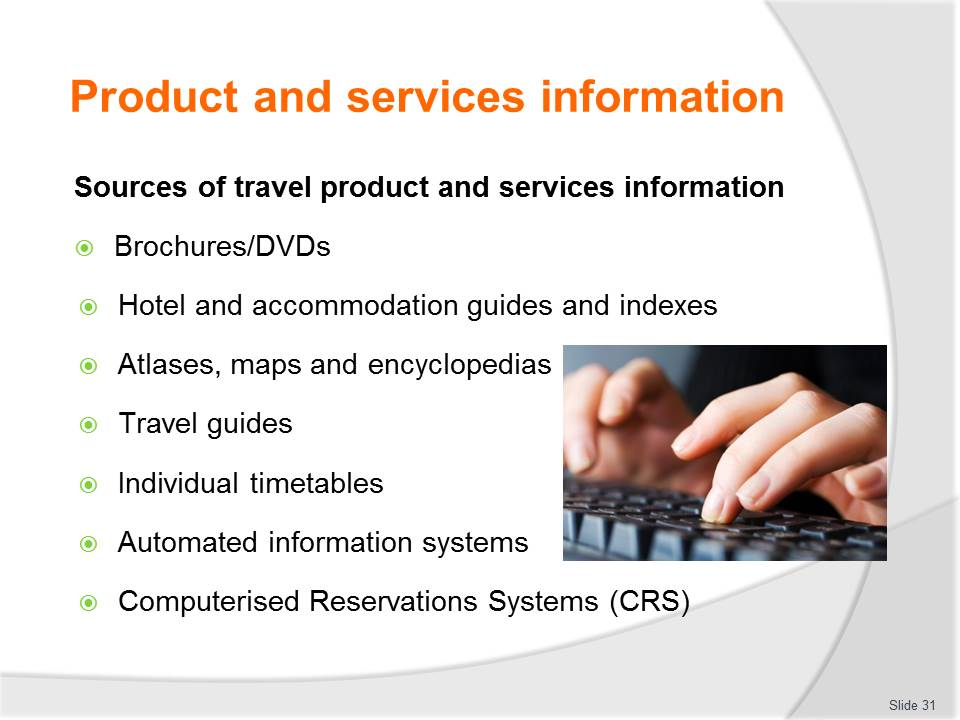 Product and services information
Sources of travel product and services information
Brochures/DVDs
Hotel and accommodation guides and indexes
Atlases, maps and encyclopedias
Travel guides
Individual timetables
Automated information systems
Computerised Reservations Systems (CRS)
Slide 31